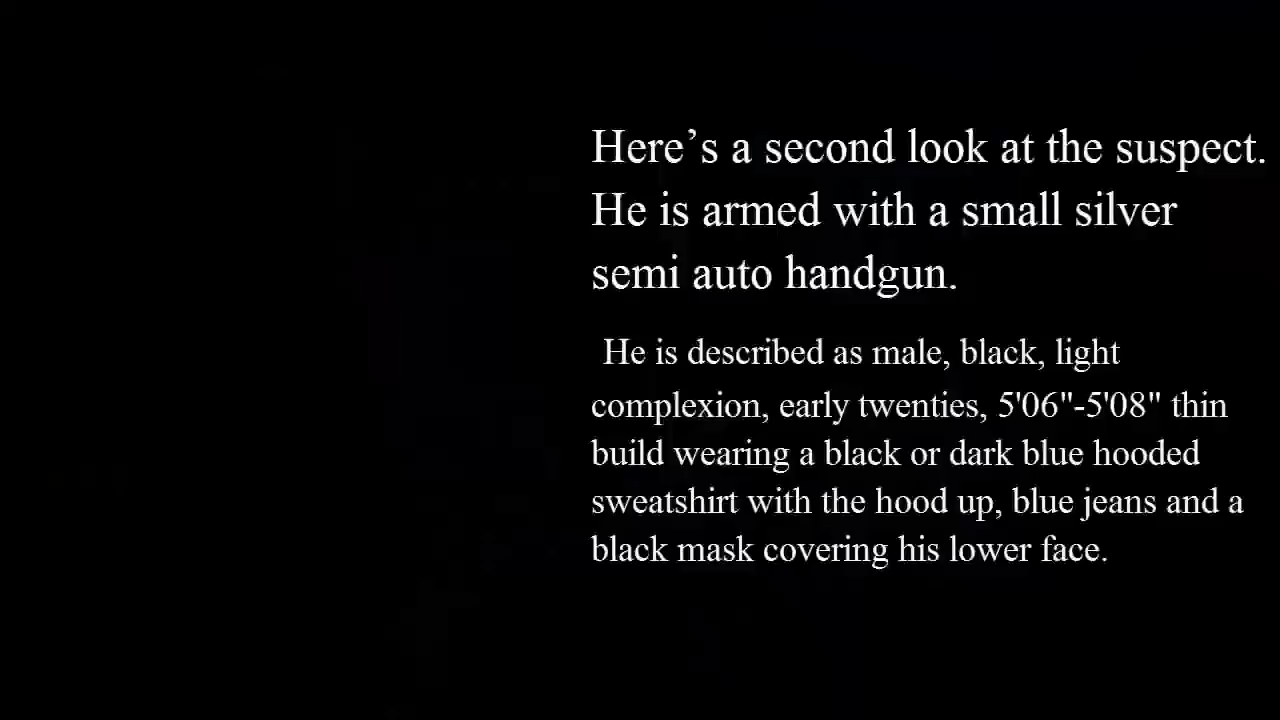 Here’s a second look at the suspect.
He is armed with a small silver
semi auto handgun.
He is described as male, black, light
complexion, early twenties, 5'06"-5'08" thin
build wearing a black or dark blue hooded
sweatshirt with the hood up, blue jeans and a
black mask covering his lower face.